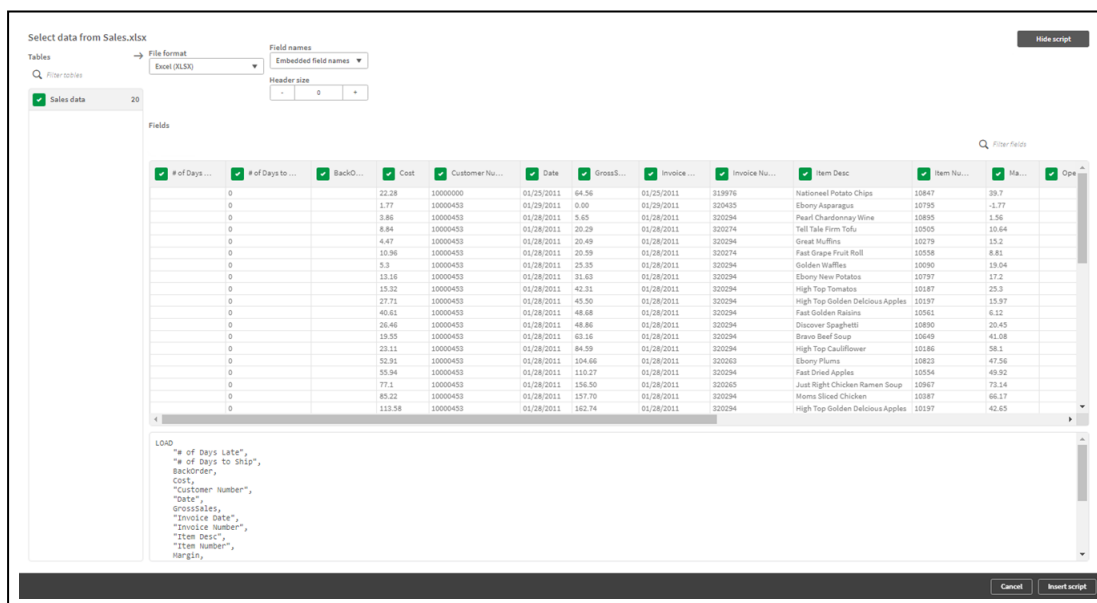 Select data from Sales.xlsx
Hide script
Tables
Filter tables
Sales data 20
File format
Excel (XLSX)
Field names
Embedded field names
Header size
- 0 +
Fields
Filter fields
# of Days ... # of Days to ... BackO... Cost Customer Nu... Date GrossS... Invoice ... Invoice Nu... Item Desc Item Nu... Ma... Ope
0 22.28 10000000 01/25/2011 64.56 01/25/2011 319976 Nationeel Potato Chips 10847 39.7
0 1.77 10000453 01/29/2011 0.00 01/29/2011 320435 Ebony Asparagus 10795 -1.77
0 3.86 10000453 01/28/2011 5.65 01/28/2011 320294 Pearl Chardonnay Wine 10895 1.56
0 8.84 10000453 01/28/2011 20.29 01/28/2011 320274 Tell Tale Firm Tofu 10505 10.64
0 4.47 10000453 01/28/2011 20.49 01/28/2011 320294 Great Muffins 10279 15.2
0 10.96 10000453 01/28/2011 20.59 01/28/2011 320274 Fast Grape Fruit Roll 10558 8.81
0 5.3 10000453 01/28/2011 25.35 01/28/2011 320294 Golden Waffles 10090 19.04
0 13.16 10000453 01/28/2011 31.63 01/28/2011 320294 Ebony New Potatos 10797 17.2
0 15.32 10000453 01/28/2011 42.31 01/28/2011 320294 High Top Tomatos 10187 25.3
0 27.71 10000453 01/28/2011 45.50 01/28/2011 320294 High Top Golden Delcious Apples 10197 15.97
0 40.61 10000453 01/28/2011 48.68 01/28/2011 320294 Fast Golden Raisins 10561 6.12
0 26.46 10000453 01/28/2011 48.86 01/28/2011 320294 Discover Spaghetti 10890 20.45
0 19.55 10000453 01/28/2011 63.16 01/28/2011 320294 Bravo Beef Soup 10649 41.08
0 23.11 10000453 01/28/2011 84.59 01/28/2011 320294 High Top Cauliflower 10186 58.1
0 52.91 10000453 01/28/2011 104.66 01/28/2011 320263 Ebony Plums 10823 47.56
0 55.94 10000453 01/28/2011 110.27 01/28/2011 320294 Fast Dried Apples 10554 49.92
0 77.1 10000453 01/28/2011 156.50 01/28/2011 320265 Just Right Chicken Ramen Soup 10967 73.14
0 85.22 10000453 01/28/2011 157.70 01/28/2011 320294 Moms Sliced Chicken 10387 66.17
0 113.58 10000453 01/28/2011 162.74 01/28/2011 320294 High Top Golden Delcious Apples 10197 42.65
LOAD
"# of Days Late",
"# of Days to Ship",
BackOrder,
Cost,
"Customer Number",
"Date",
GrossSales,
"Invoice Date",
"Invoice Number",
"Item Desc",
"Item Number",
Margin,
Cancel
Insert script